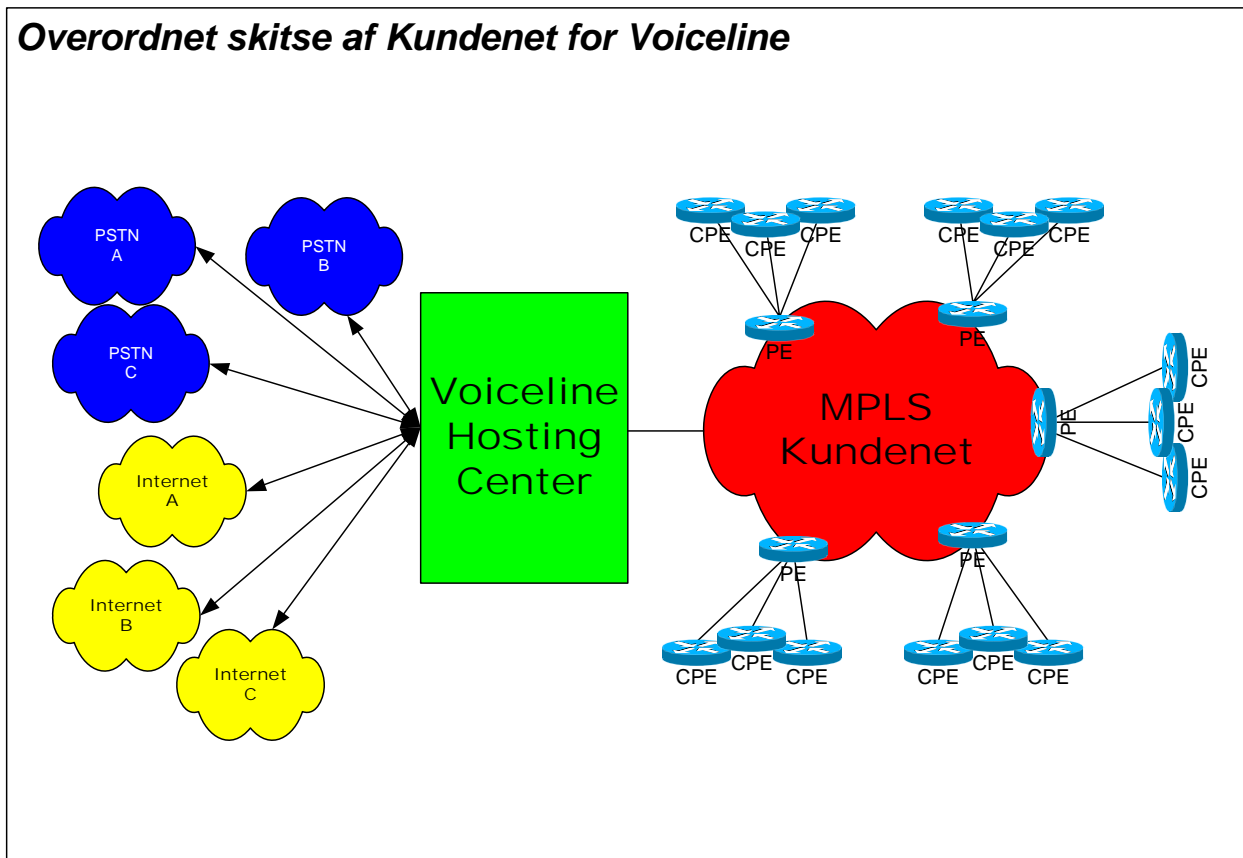 Overordnet skitse af Kundenet for Voiceline
PSTN
A
PSTN
B
PSTN
C
Internet
A
Internet
B
Internet
C
Voiceline
Hosting
Center
MPLS
Kundenet
CPE
CPE
CPE
PE
CPE
CPE
CPE
PE
CPE
CPE
CPE
PE
PE
CPE
CPE
CPE
PE
CPE
CPE
CPE